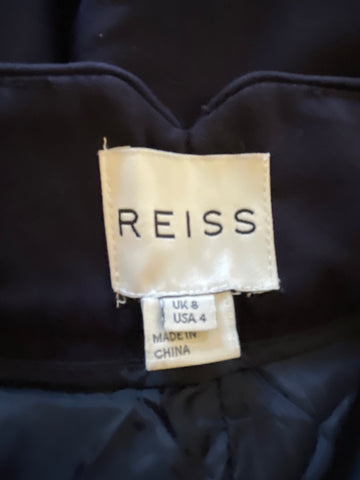 REISS
UK 8
USA 4
MADE IN
CHINA